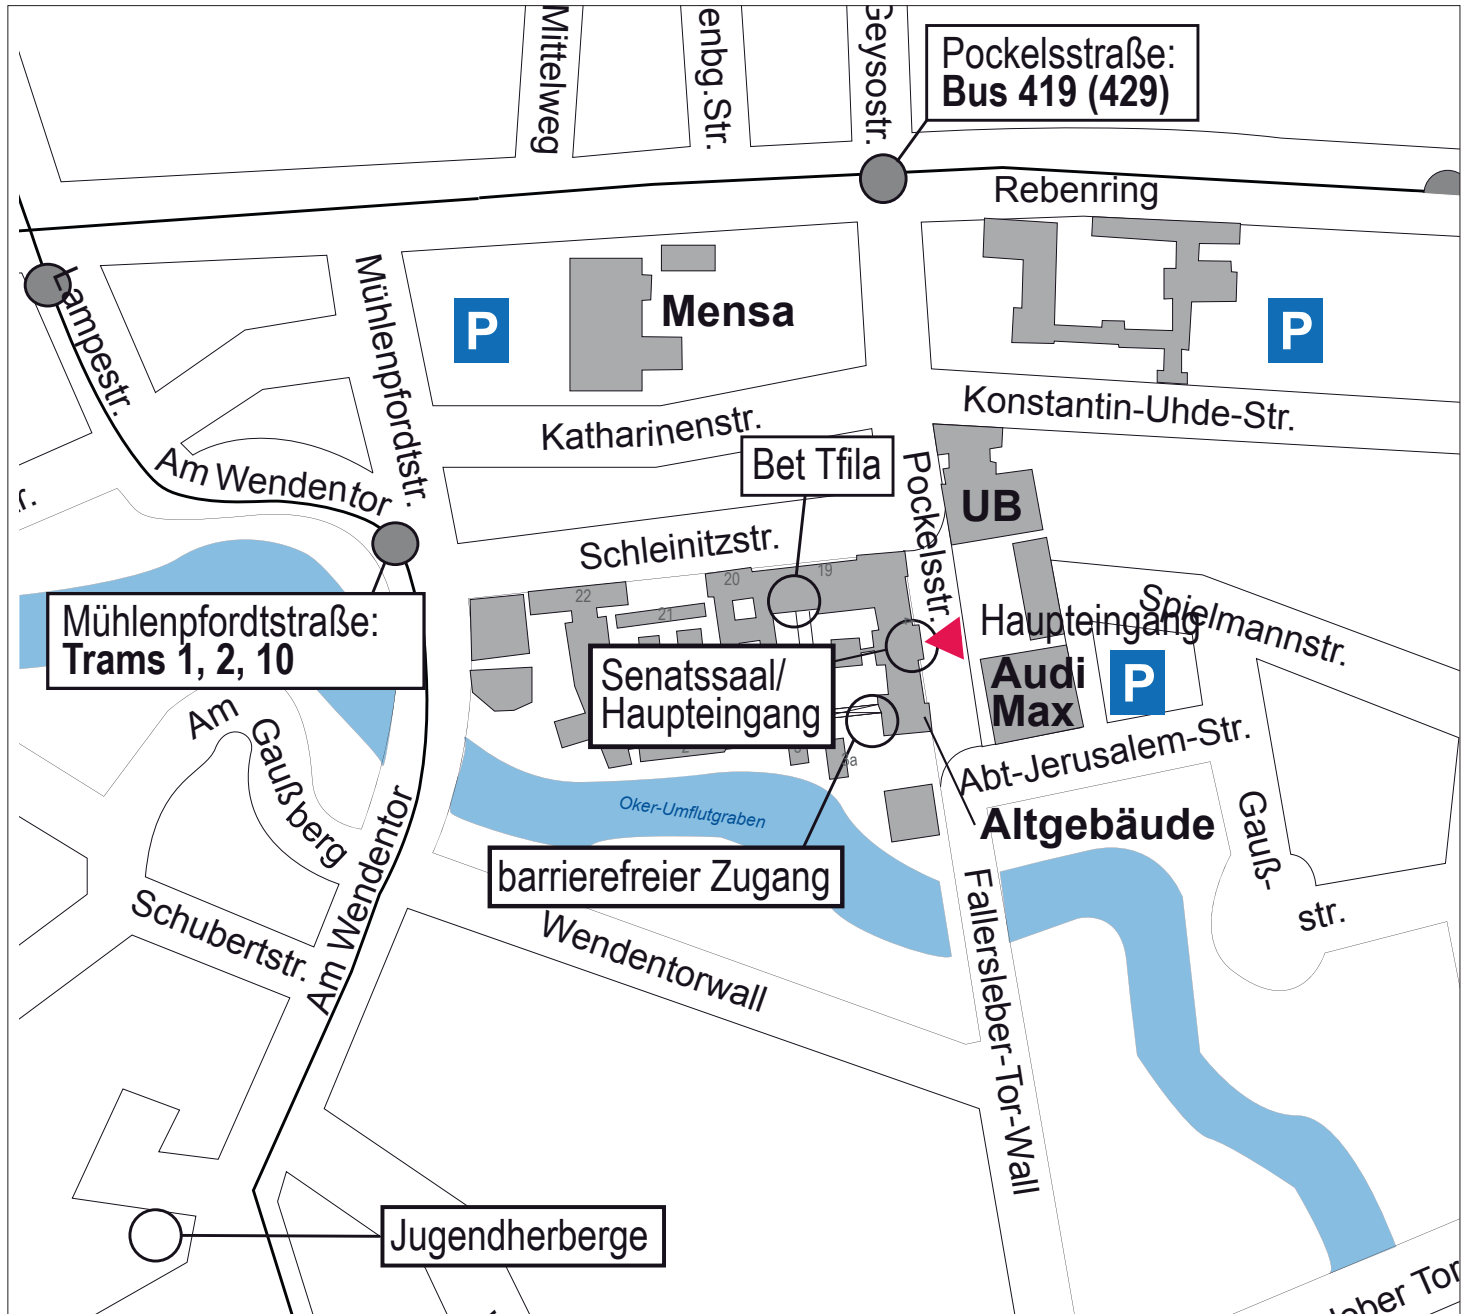 Mittelweg
enbg.Str.
Geysostr.
Pockelsstraße:
Bus 419 (429)
Rebenring
Lampestr.
Mühlenpfordtstr.
P
Mensa
P
Katharinenstr.
Konstantin-Uhde-Str.
Am Wendentor
r.
Bet Tfila
Pockelsstr.
UB
Schleinitzstr.
20
19
22
21
Mühlenpfordtstraße:
Trams 1, 2, 10
Haupteingang
Spielmannstr.
Senatssaal/
Haupteingang
Audi
Max
P
Am
Gaußberg
Abt-Jerusalem-Str.
Oker-Umflutgraben
Altgebäude
Gauß-
str.
barrierefreier Zugang
Schubertstr.
Am Wendentor
Wendentorwall
Fallersleber-Tor-Wall
Jugendherberge
leber Tor